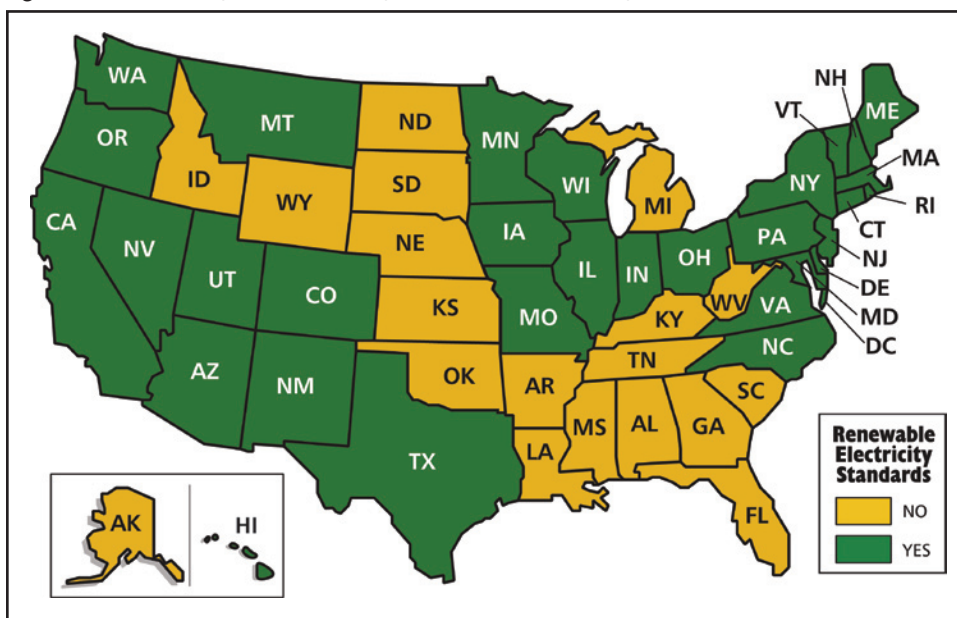 WA
OR
CA
NV
ID
MT
WY
UT
AZ
CO
NM
ND
SD
NE
KS
OK
TX
MN
IA
MO
AR
LA
WI
IL
MS
MI
IN
KY
TN
AL
OH
WV
GA
FL
SC
NC
VA
PA
NY
VT
NH
ME
MA
RI
CT
NJ
DE
MD
DC
AK
HI
Renewable
Electricity
Standards
NO
YES